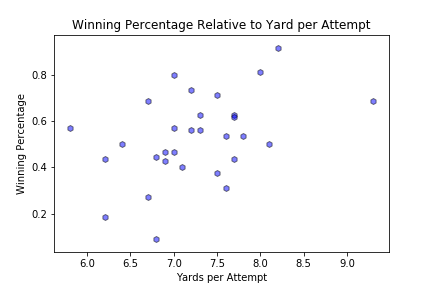 Winning Percentage Relative to Yard per Attempt
Winning Percentage
0.8
0.6
0.4
0.2
6.0 6.5 7.0 7.5 8.0 8.5 9.0
Yards per Attempt